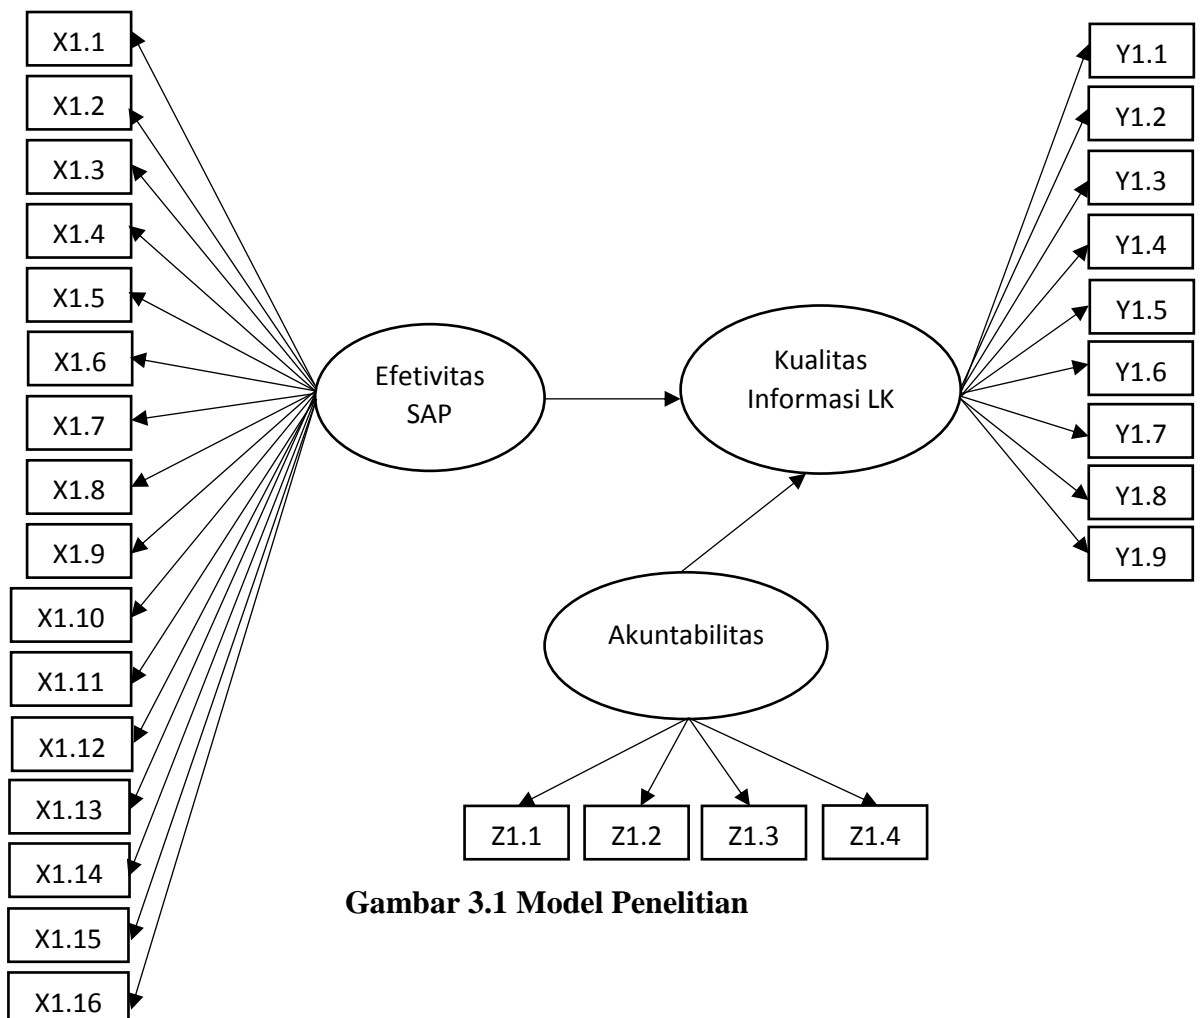 X1.1
X1.2
X1.3
X1.4
X1.5
X1.6
X1.7
X1.8
X1.9
X1.10
X1.11
X1.12
X1.13
X1.14
X1.15
X1.16
Efetivitas
SAP
Kualitas
Informasi LK
Akuntabilitas
Y1.1
Y1.2
Y1.3
Y1.4
Y1.5
Y1.6
Y1.7
Y1.8
Y1.9
Z1.1
Z1.2
Z1.3
Z1.4
Gambar 3.1 Model Penelitian